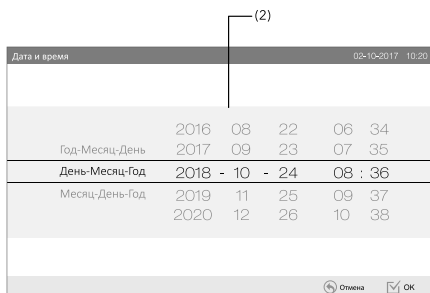 (2)
Дата и время 02-10-2017 10:20
2016 08 22 06 34
Год-Месяц-День 2017 09 23 07 35
День-Месяц-Год 2018 - 10 - 24 08 : 36
Месяц-День-Год 2019 11 25 09 37
2020 12 26 10 38
Отмена OK